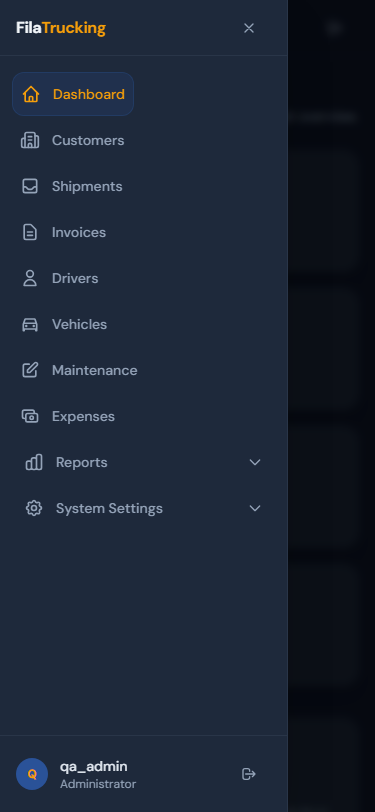 FilaTrucking
Dashboard
Customers
Shipments
Invoices
Drivers
Vehicles
Maintenance
Expenses
Reports
System Settings
Q
qa_admin
Administrator